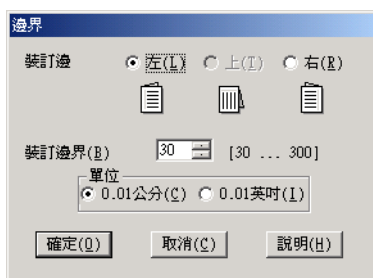 邊界
裝訂邊 左(L) 上(T) 右(R)
裝訂邊界(B) 30 [30 ... 300]
單位
0.01公分(C) 0.01英吋(I)
確定(O) 取消(C) 說明(H)